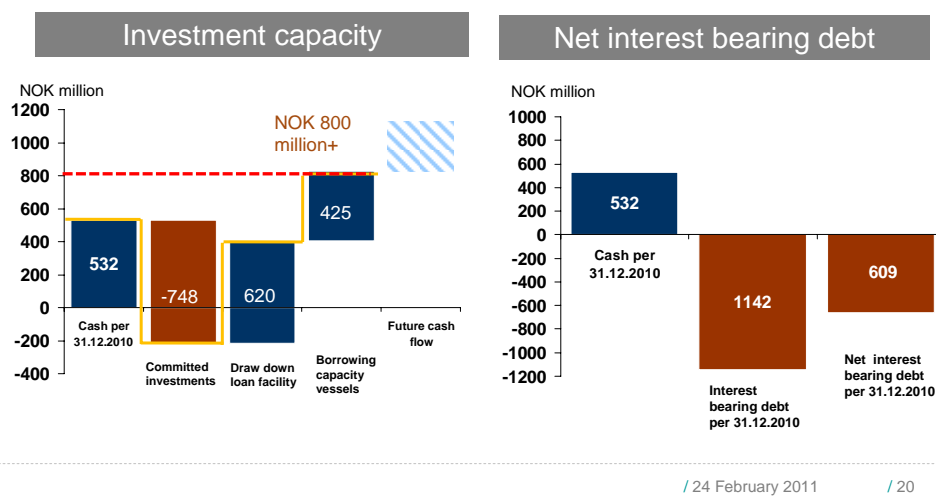 Investment capacity
NOK million
1200
1000
800
600
400
200
0
-200
-400
NOK 800
million+
532
-748
620
425
Cash per
31.12.2010
Committed
investments
Draw down
loan facility
Borrowing
capacity
vessels
Future cash
flow
Net interest bearing debt
NOK million
1000
800
600
400
200
0
-200
-400
-600
-800
-1000
-1200
532
1142
609
Cash per
31.12.2010
Interest
bearing debt
per 31.12.2010
Net interest
bearing debt
per 31.12.2010
/ 24 February 2011
/ 20